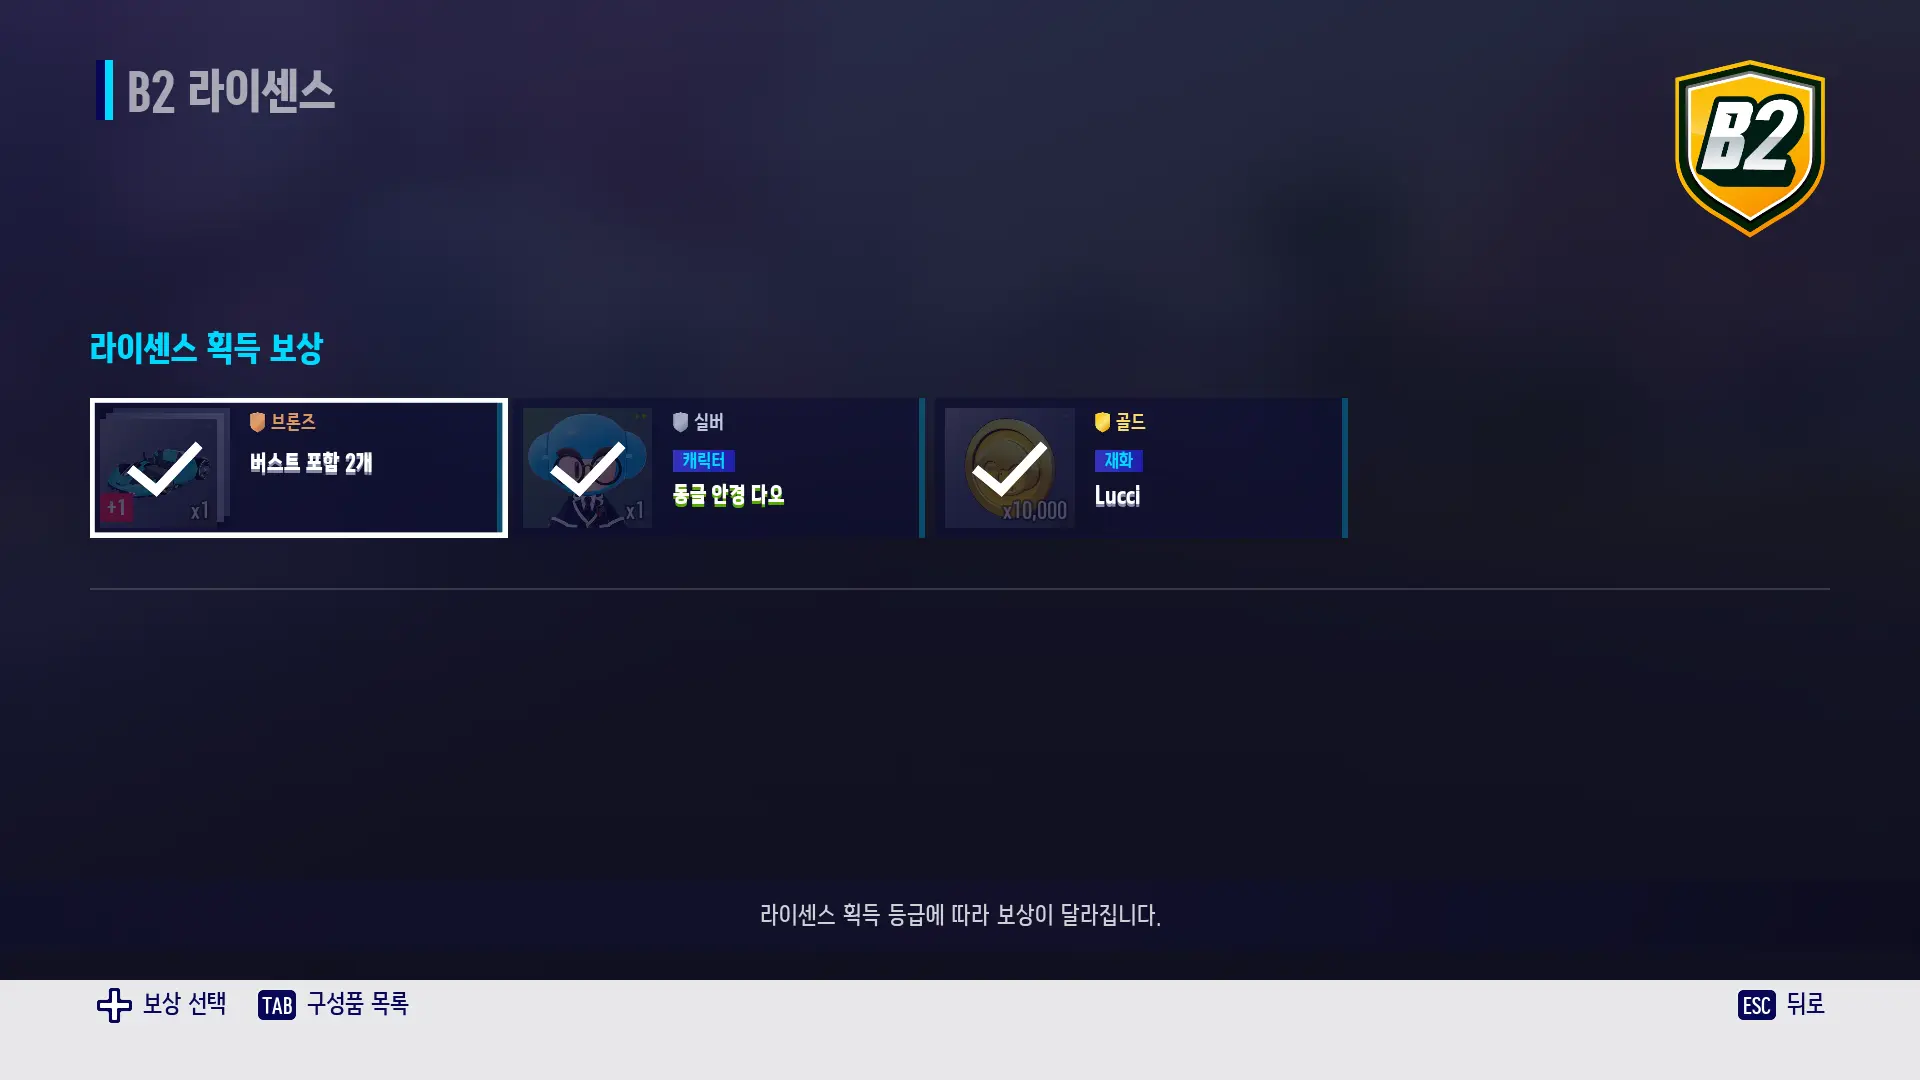 B2 라이센스
B2
라이센스 획득 보상
브론즈
버스트 포함 2개
+1
x1
실버
캐릭터
동글 안경 다오
x1
골드
재화
Lucci
x10,000
라이센스 획득 등급에 따라 보상이 달라집니다.
보상 선택
TAB 구성품 목록
ESC 뒤로